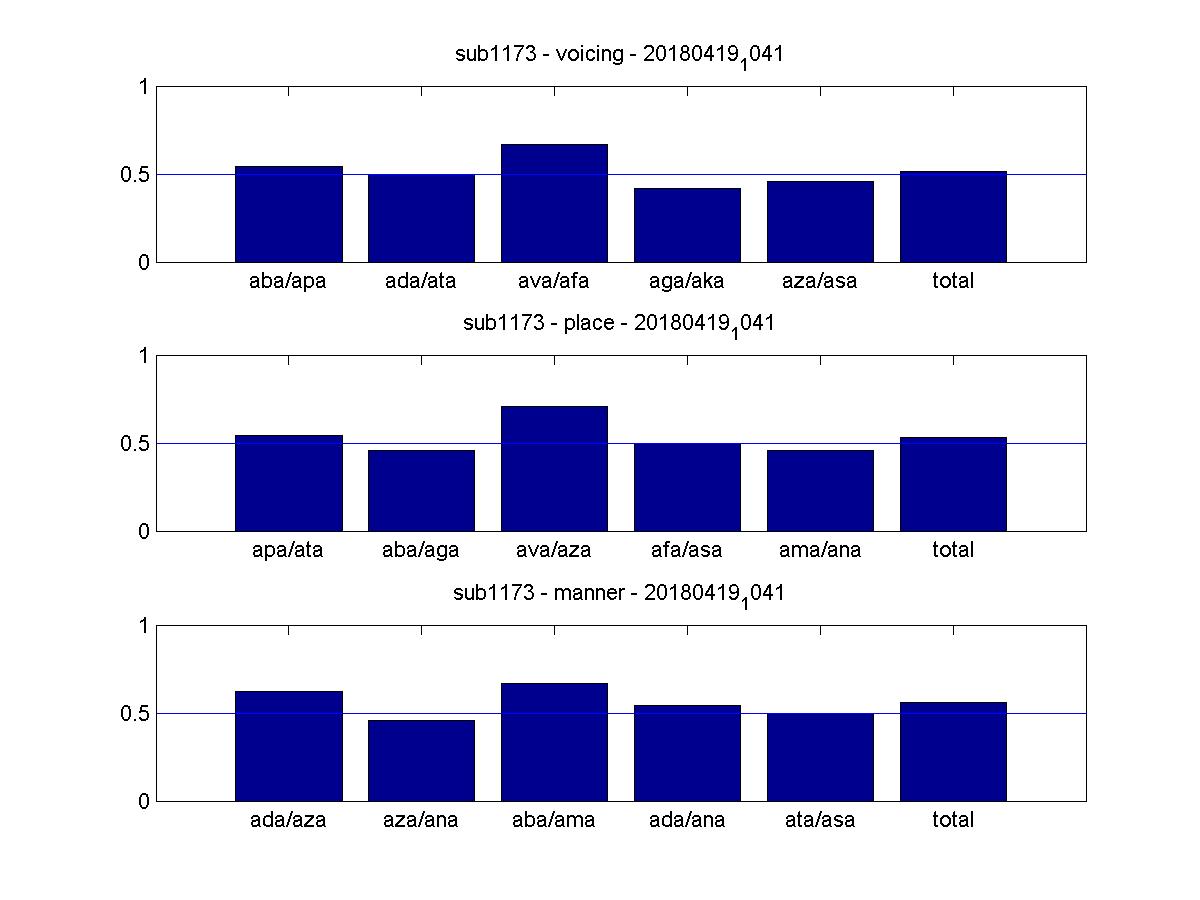 sub1173 - voicing - 20180419₁041
1
0.5
0
aba/apa ada/ata ava/afa aga/aka aza/asa total
sub1173 - place - 20180419₁041
1
0.5
0
apa/ata aba/aga ava/aza afa/asa ama/ana total
sub1173 - manner - 20180419₁041
1
0.5
0
ada/aza aza/ana aba/ama ada/ana ata/asa total